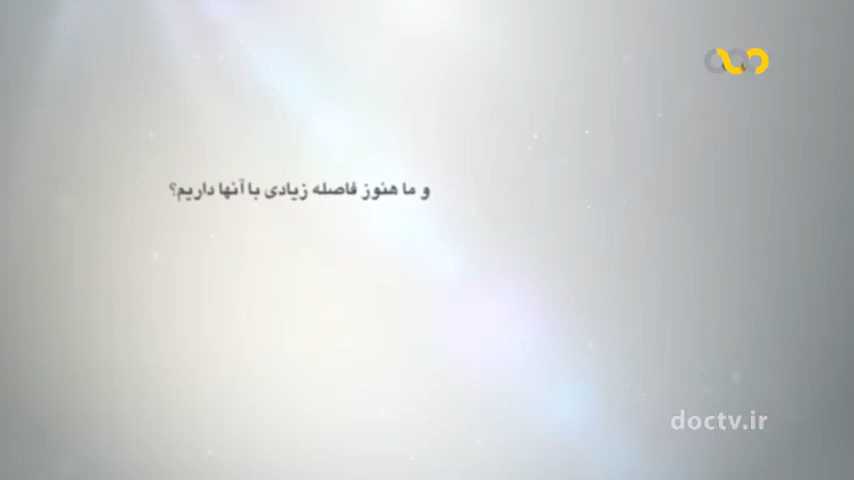 و ما هنوز فاصله زیادی با آنها داریم؟
doctv.ir